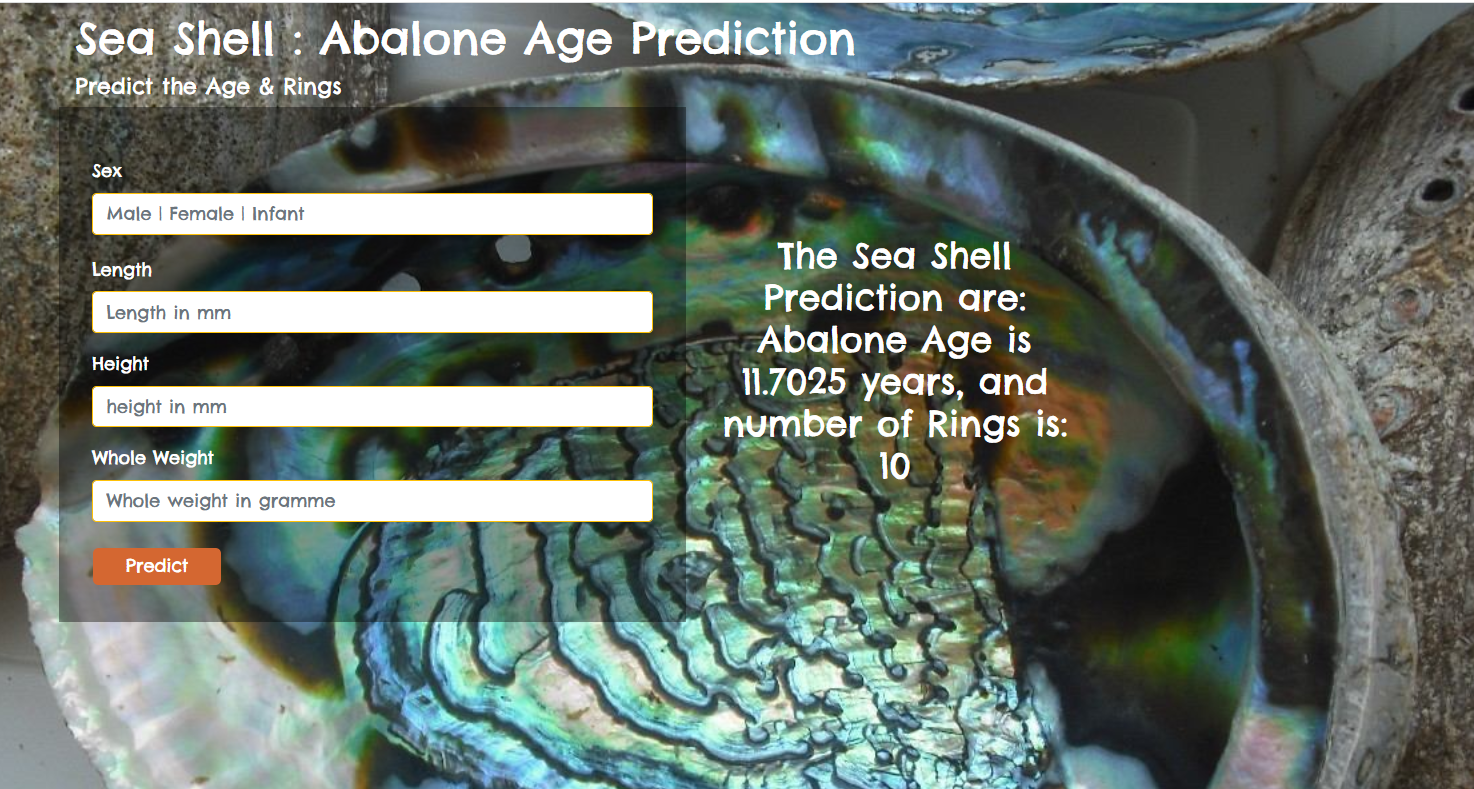 Sea Shell : Abalone Age Prediction
Predict the Age & Rings
Sex
Male | Female | Infant
Length
Length in mm
Height
height in mm
Whole Weight
Whole weight in gramme
Predict
The Sea Shell
Prediction are:
Abalone Age is
11.7025 years, and
number of Rings is:
10